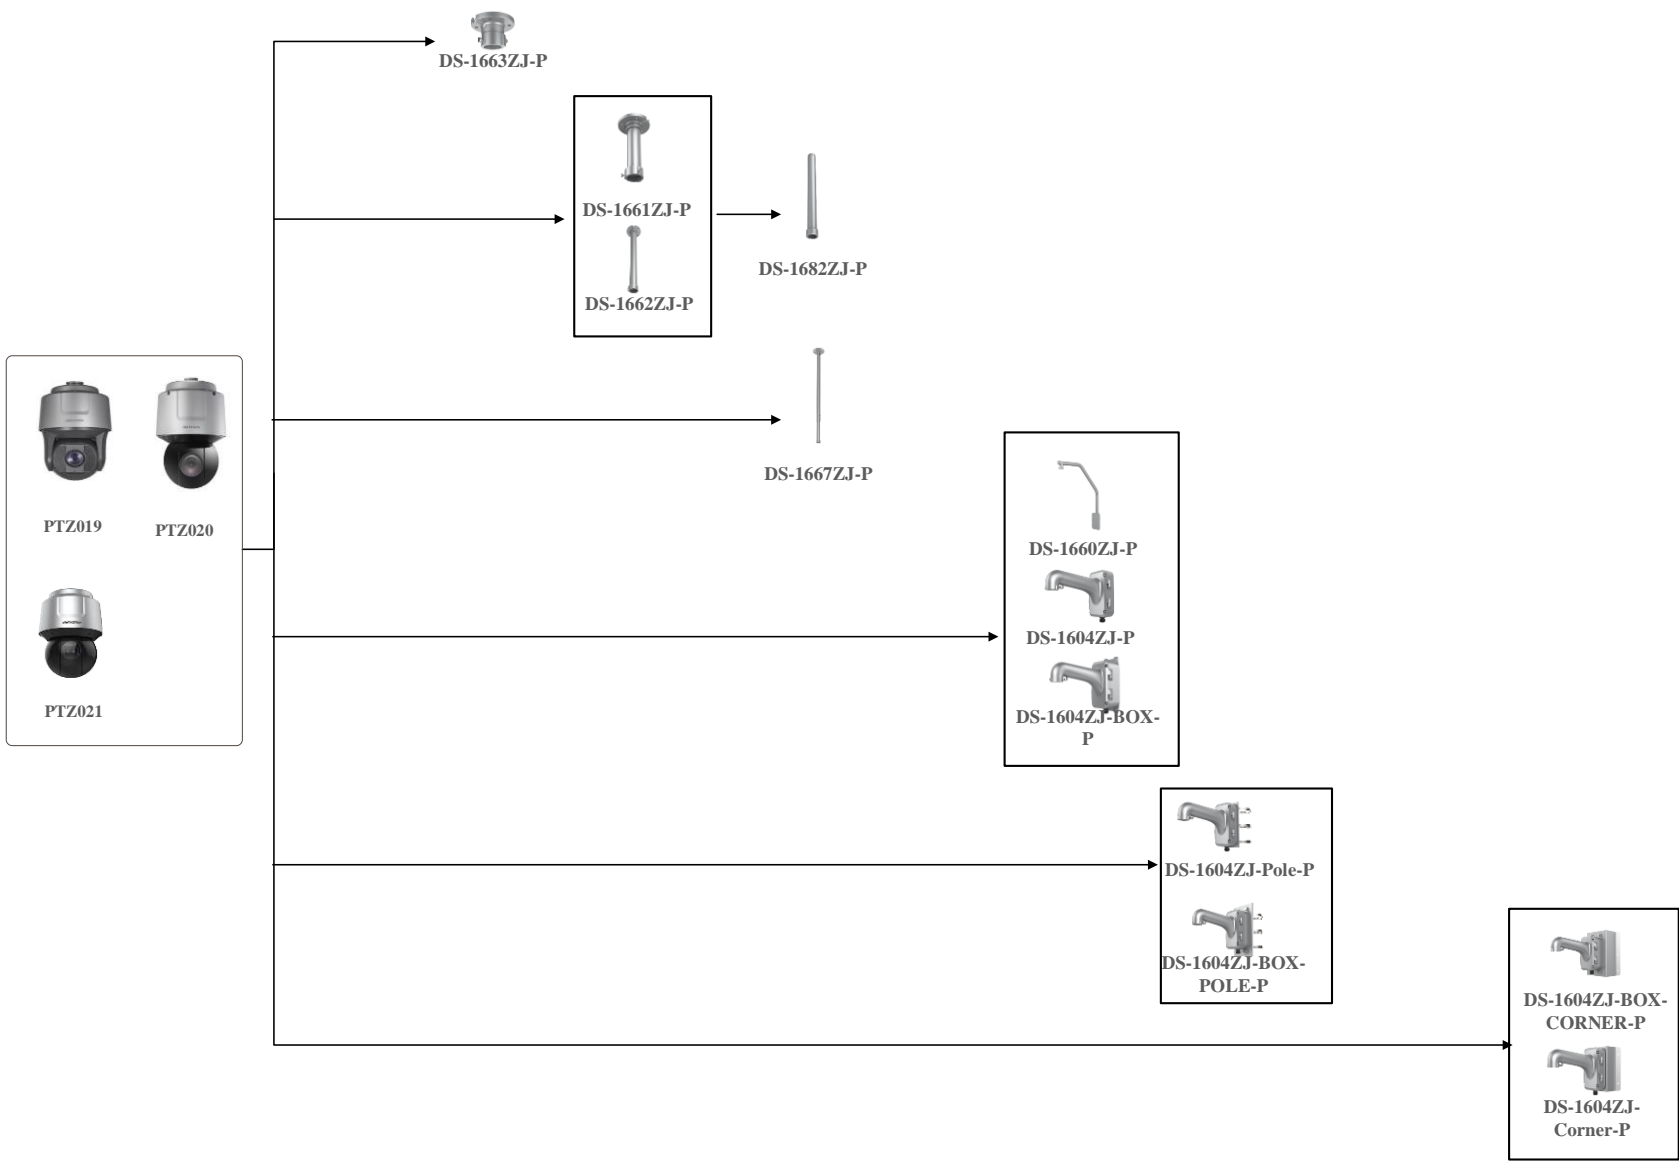 DS-1663ZJ-P
DS-1661ZJ-P
DS-1662ZJ-P
DS-1682ZJ-P
DS-1667ZJ-P
PTZ019
PTZ020
PTZ021
DS-1660ZJ-P
DS-1604ZJ-P
DS-1604ZJ-BOX-
P
DS-1604ZJ-Pole-P
DS-1604ZJ-BOX-
POLE-P
DS-1604ZJ-BOX-
CORNER-P
DS-1604ZJ-
Corner-P